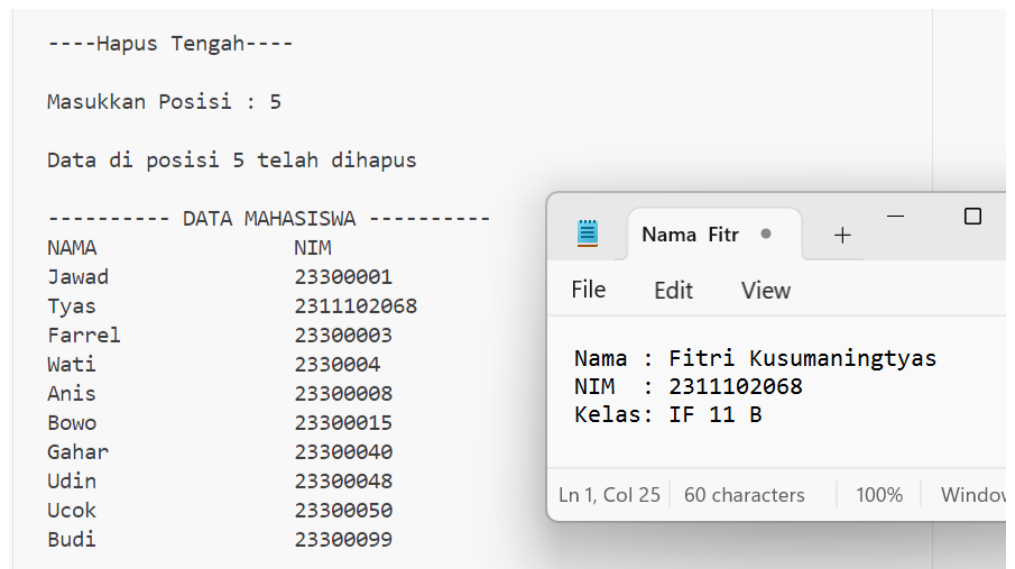 ----Hapus Tengah----
Masukkan Posisi : 5
Data di posisi 5 telah dihapus
---------- DATA MAHASISWA ----------
NAMA NIM
Jawad 23300001
Tyas 2311102068
Farrel 23300003
Wati 2330004
Anis 23300008
Bowo 23300015
Gahar 23300040
Udin 23300048
Ucok 23300050
Budi 23300099
Nama Fitr
File Edit View
Nama : Fitri Kusumaningtyas
NIM : 2311102068
Kelas: IF 11 B
Ln 1, Col 25 60 characters 100%